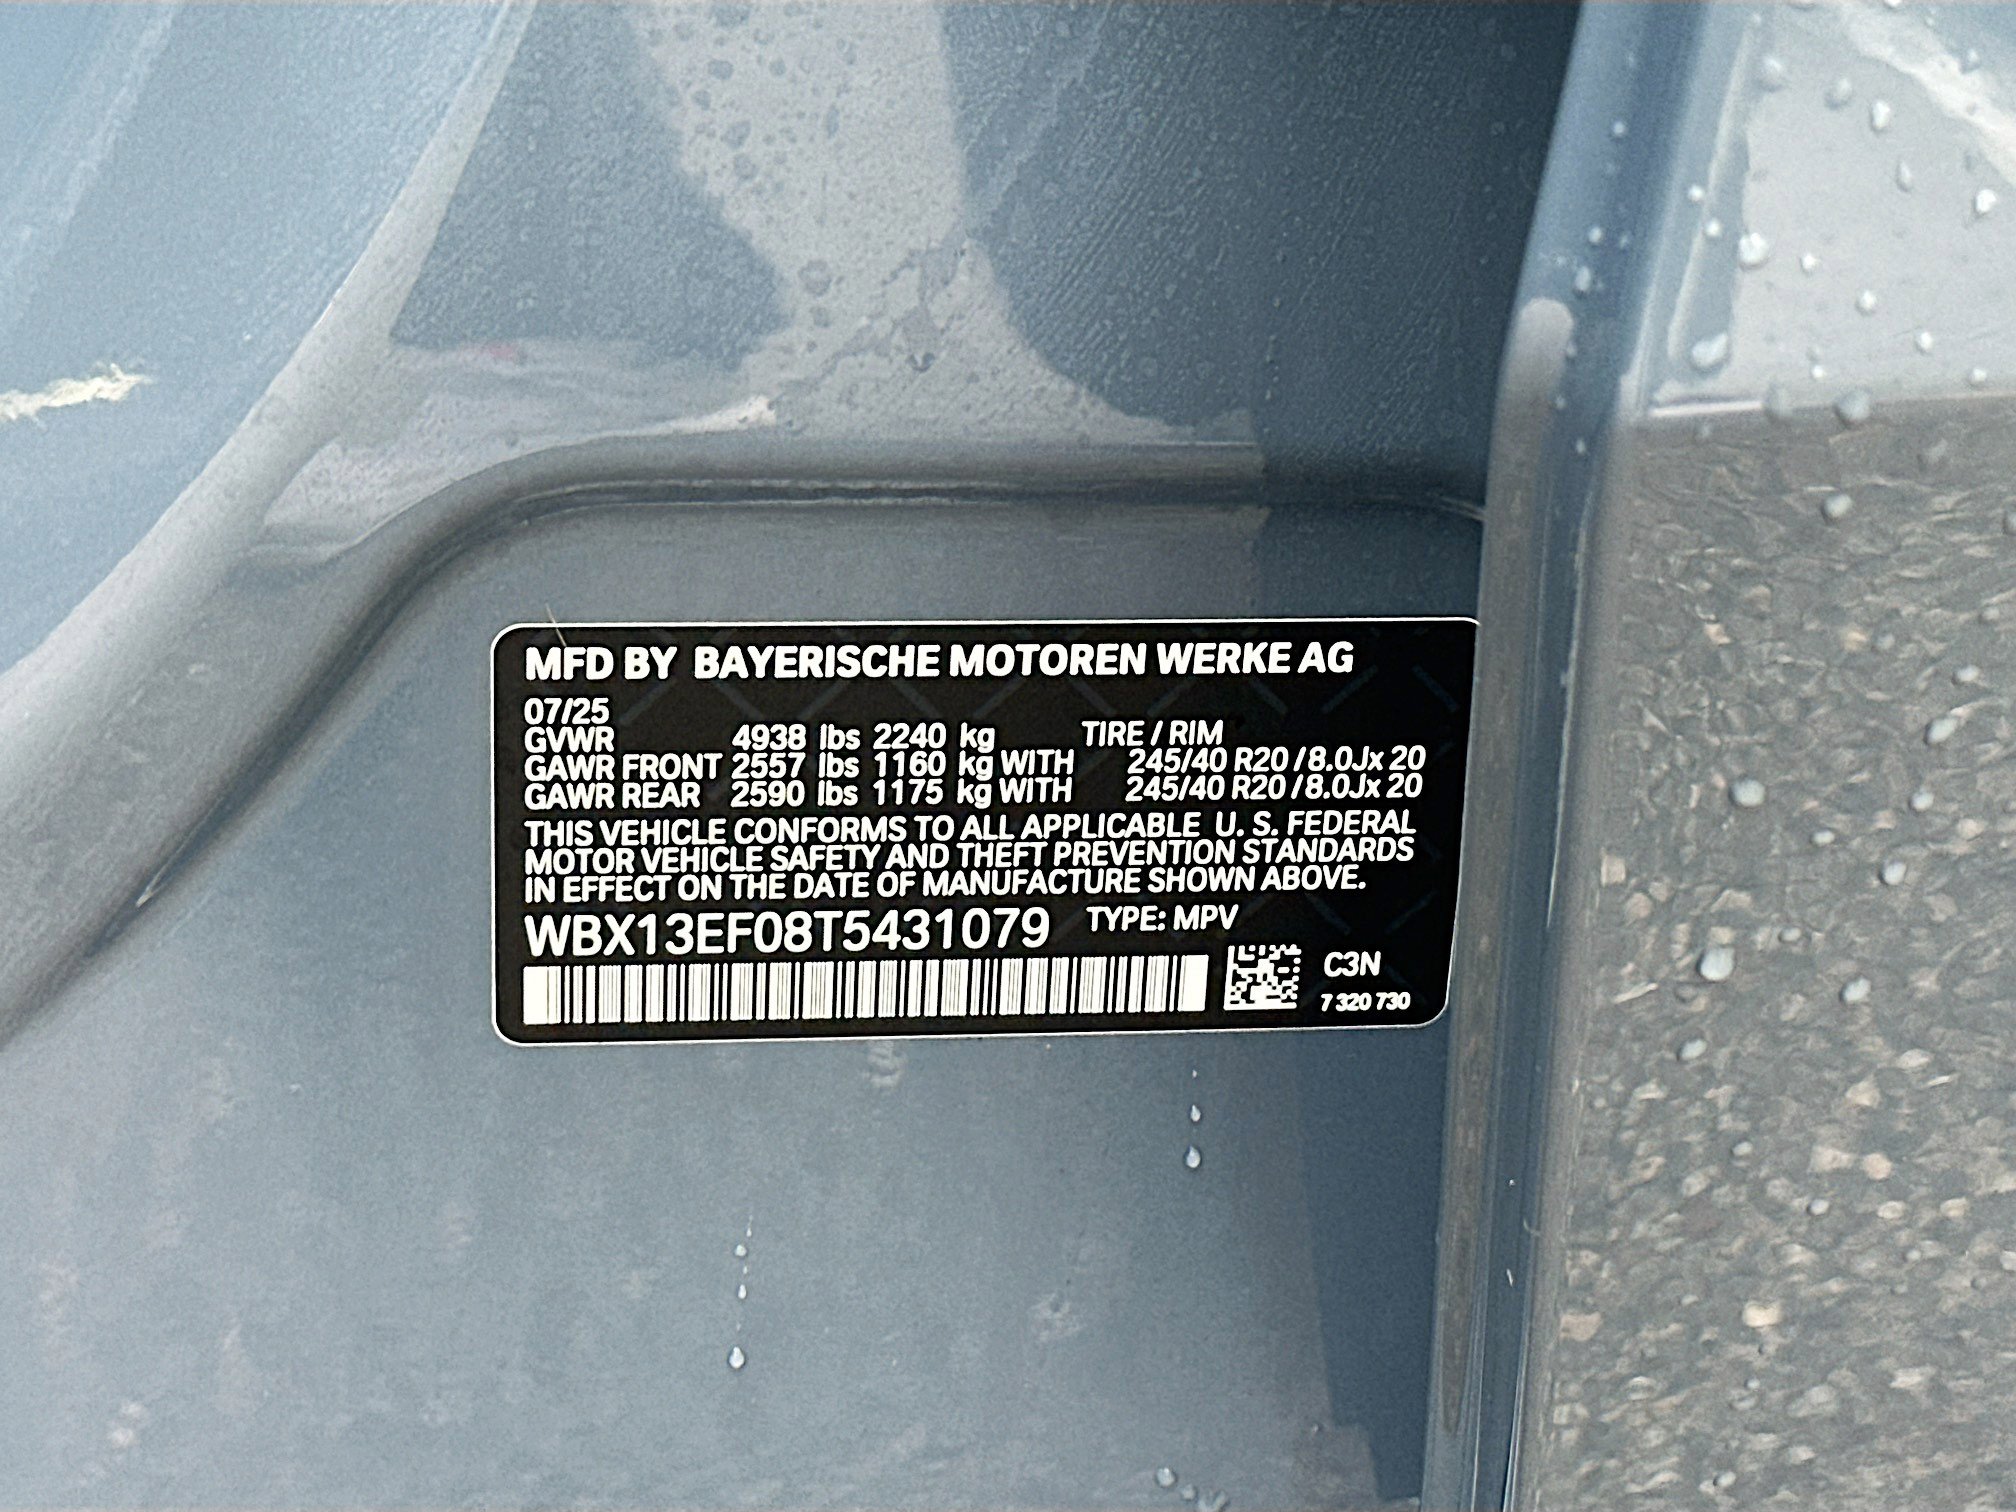 MFD BY BAYERISCHE MOTOREN WERKE AG
07/25
GVWR 4938 lbs 2240 kg TIRE / RIM
GAWR FRONT 2557 lbs 1160 kg WITH 245/40 R20 / 8.0Jx 20
GAWR REAR 2590 lbs 1175 kg WITH 245/40 R20 / 8.0Jx 20
THIS VEHICLE CONFORMS TO ALL APPLICABLE U. S. FEDERAL
MOTOR VEHICLE SAFETY AND THEFT PREVENTION STANDARDS
IN EFFECT ON THE DATE OF MANUFACTURE SHOWN ABOVE.
WBX13EF08T5431079 TYPE: MPV
C3N
7 320 730